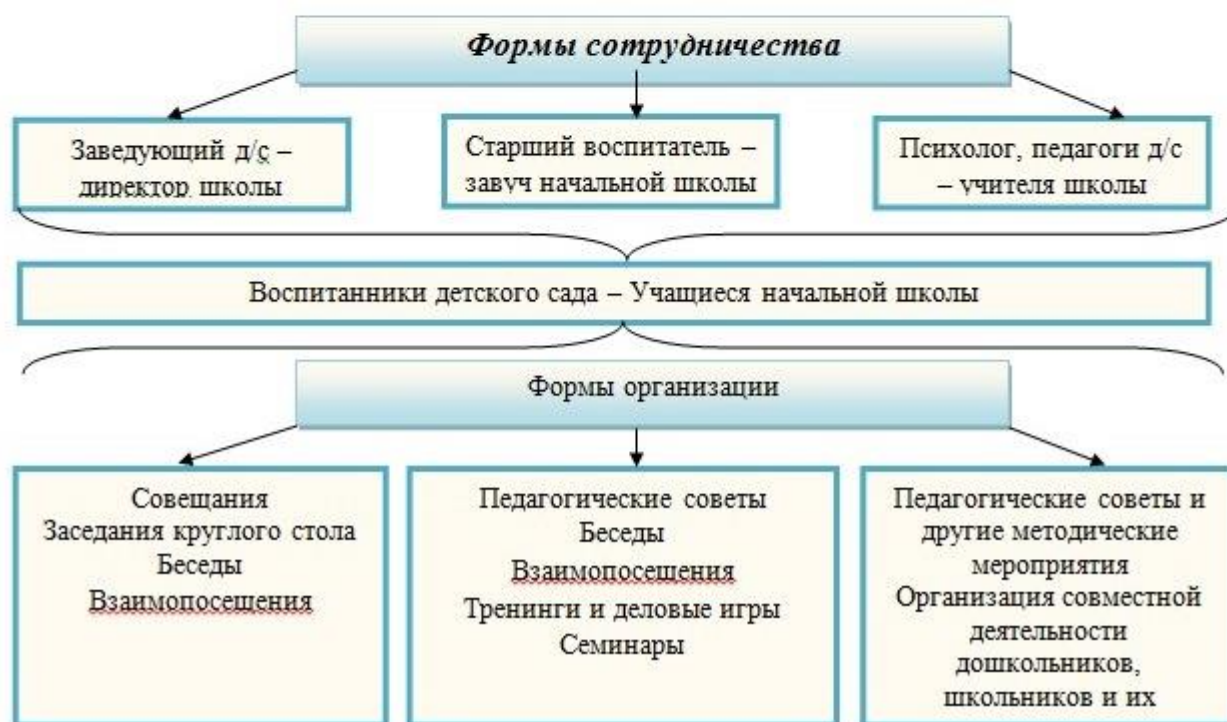 Формы сотрудничества
Заведующий д/с –
директор школы
Старший воспитатель –
завуч начальной школы
Психолог, педагоги д/с
– учителя школы
Воспитанники детского сада – Учащиеся начальной школы
Формы организации
Совещания
Заседания круглого стола
Беседы
Взаимопосещения
Педагогические советы
Беседы
Взаимопосещения
Тренинги и деловые игры
Семинары
Педагогические советы и
другие методические
мероприятия
Организация совместной
деятельности
дошкольников,
школьников и их